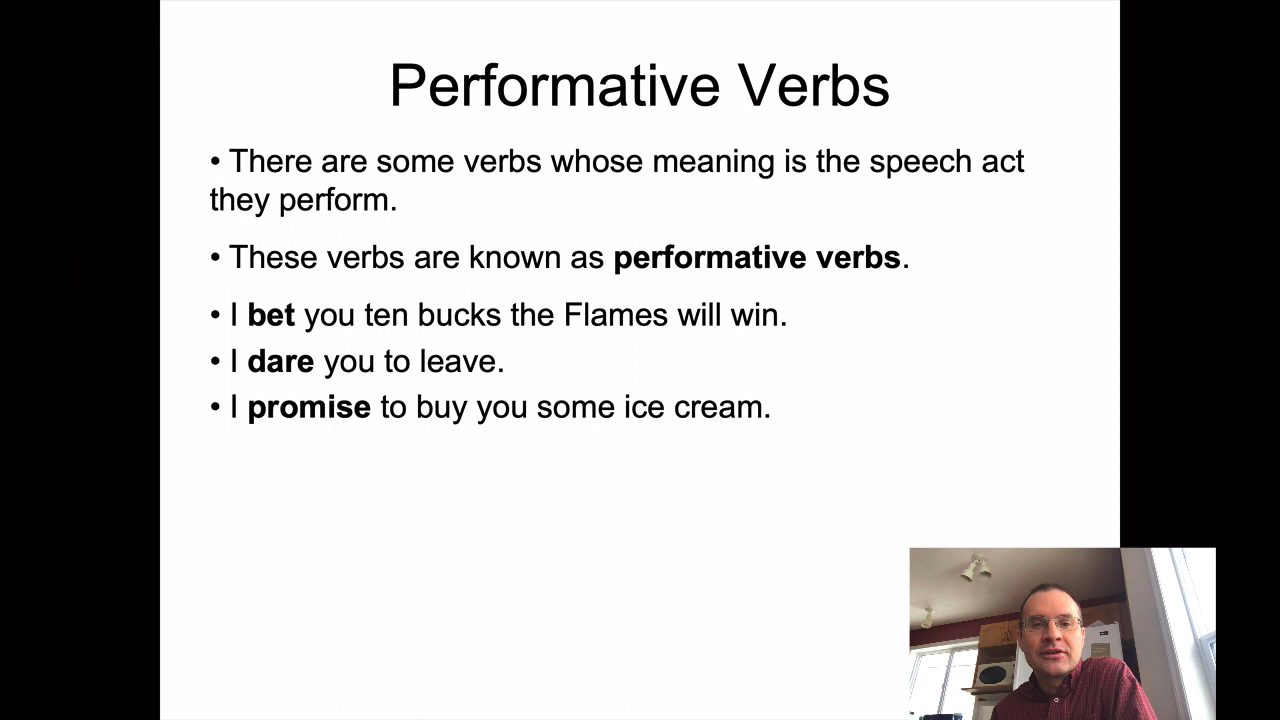 Performative Verbs
• There are some verbs whose meaning is the speech act
they perform.
• These verbs are known as performative verbs.
• I bet you ten bucks the Flames will win.
• I dare you to leave.
• I promise to buy you some ice cream.